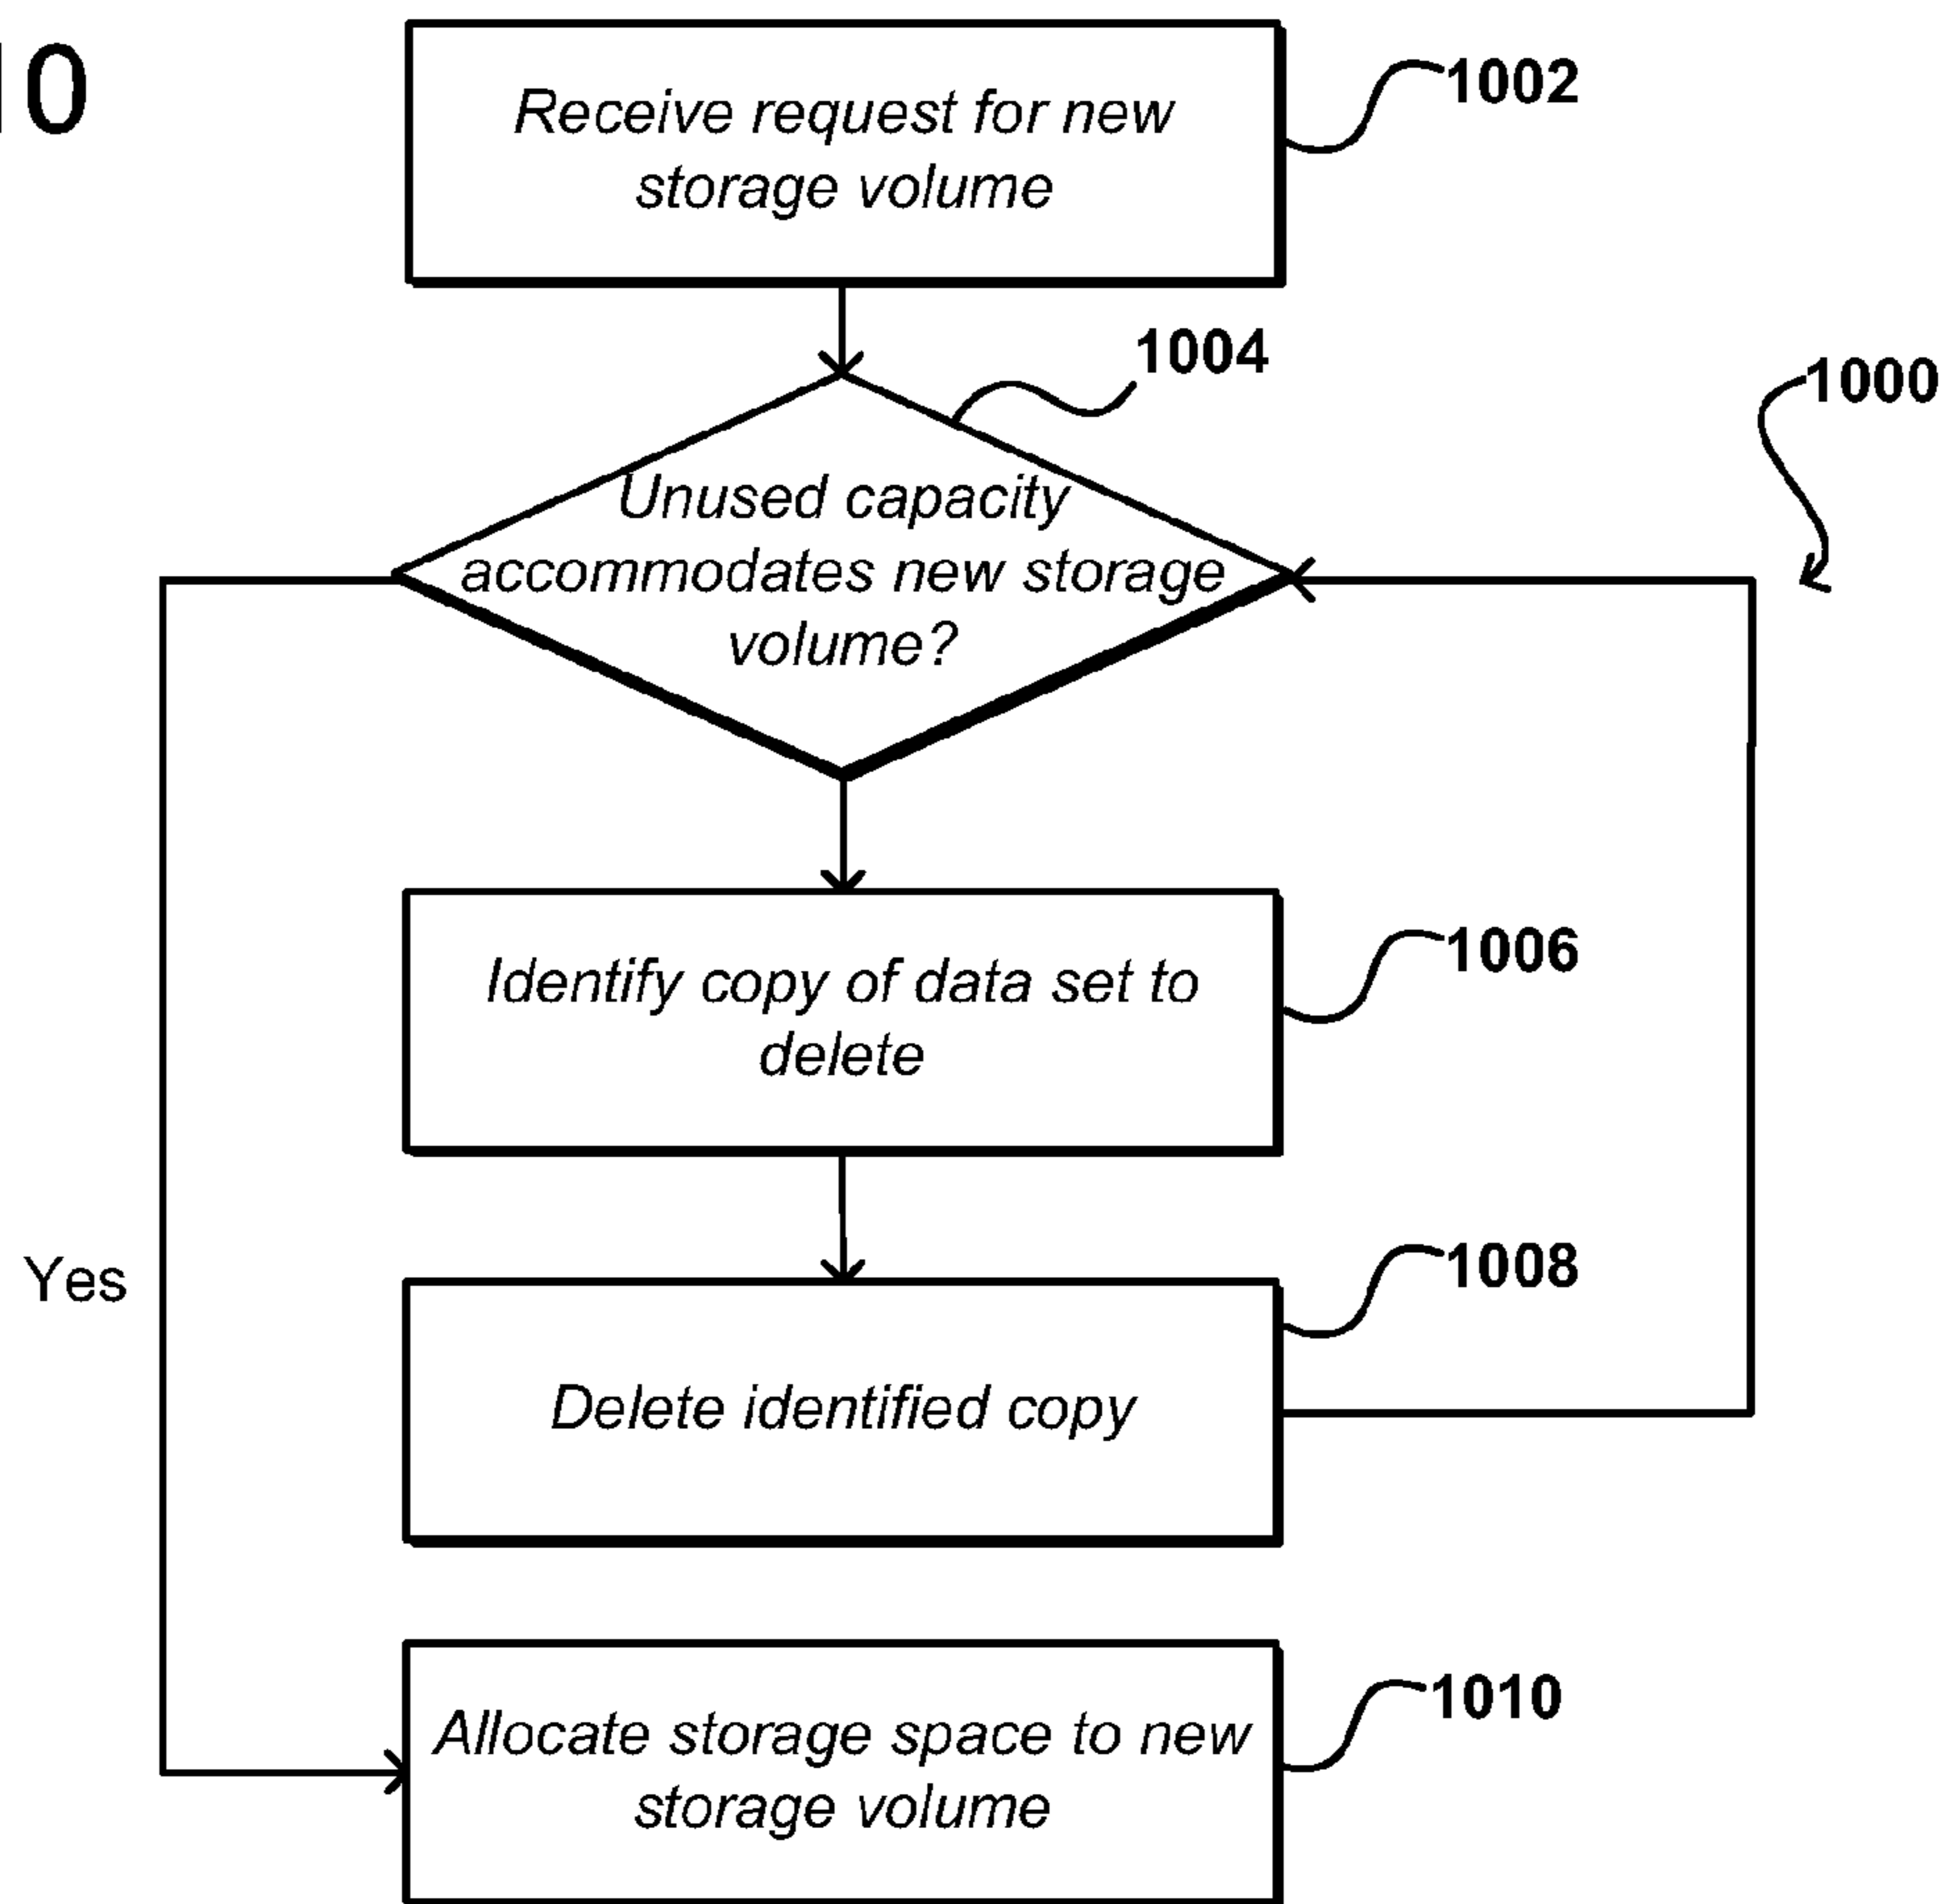 10
Receive request for new
storage volume
1002
1004
1000
Unused capacity
accommodates new storage
volume?
Identify copy of data set to
delete
1006
Yes
1008
Delete identified copy
Allocate storage space to new
storage volume
1010